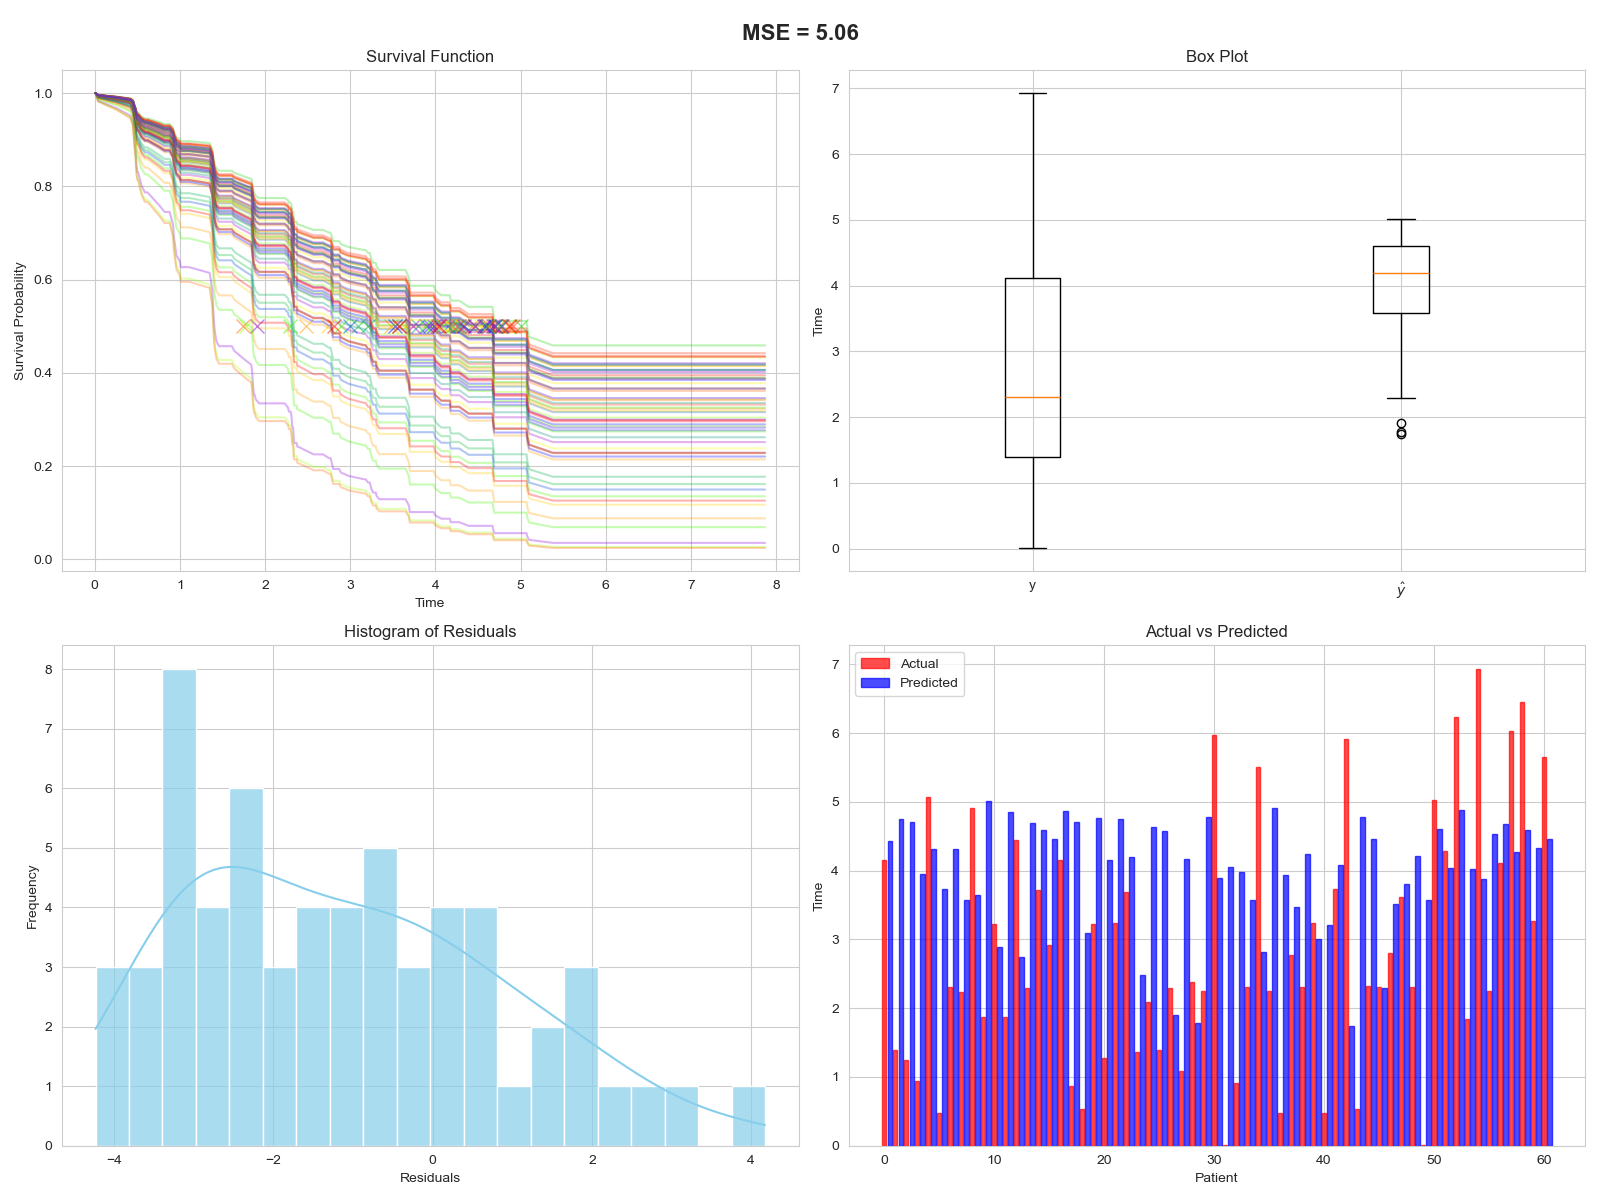 MSE = 5.06
Survival Function
Survival Probability
1.0
0.8
0.6
0.4
0.2
0.0
0 1 2 3 4 5 6 7 8
Time
Box Plot
Time
7
6
5
4
3
2
1
0
y ŷ
Histogram of Residuals
Frequency
8
7
6
5
4
3
2
1
0
−4 −2 0 2 4
Residuals
Actual vs Predicted
Actual
Predicted
Time
7
6
5
4
3
2
1
0
0 10 20 30 40 50 60
Patient